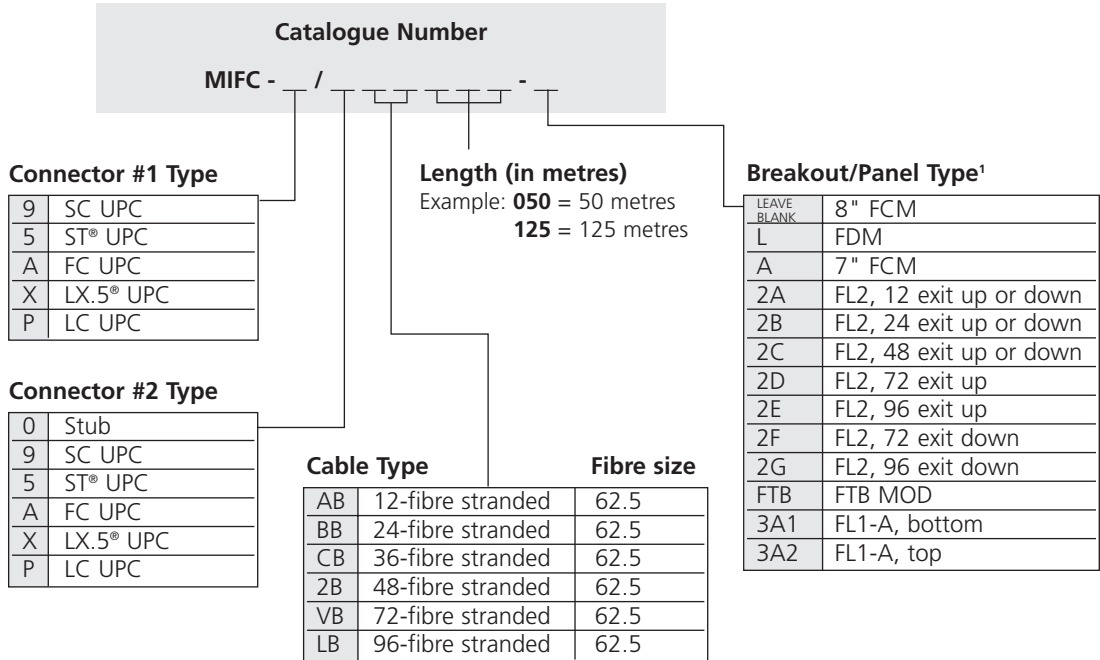 Catalogue Number
MIFC - __ / __ __ __ __ __ __ - __
Connector #1 Type
9 SC UPC
5 ST® UPC
A FC UPC
X LX.5® UPC
P LC UPC
Connector #2 Type
0 Stub
9 SC UPC
5 ST® UPC
A FC UPC
X LX.5® UPC
P LC UPC
Length (in metres)
Example: 050 = 50 metres
125 = 125 metres
Cable Type Fibre size
AB 12-fibre stranded 62.5
BB 24-fibre stranded 62.5
CB 36-fibre stranded 62.5
2B 48-fibre stranded 62.5
VB 72-fibre stranded 62.5
LB 96-fibre stranded 62.5
Breakout/Panel Type¹
LEAVE BLANK 8" FCM
L FDM
A 7" FCM
2A FL2, 12 exit up or down
2B FL2, 24 exit up or down
2C FL2, 48 exit up or down
2D FL2, 72 exit up
2E FL2, 96 exit up
2F FL2, 72 exit down
2G FL2, 96 exit down
FTB FTB MOD
3A1 FL1-A, bottom
3A2 FL1-A, top